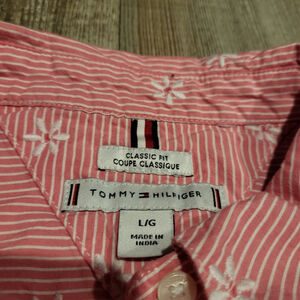 CLASSIC FIT
COUPE CLASSIQUE
TOMMY HILFIGER
L/G
MADE IN
INDIA